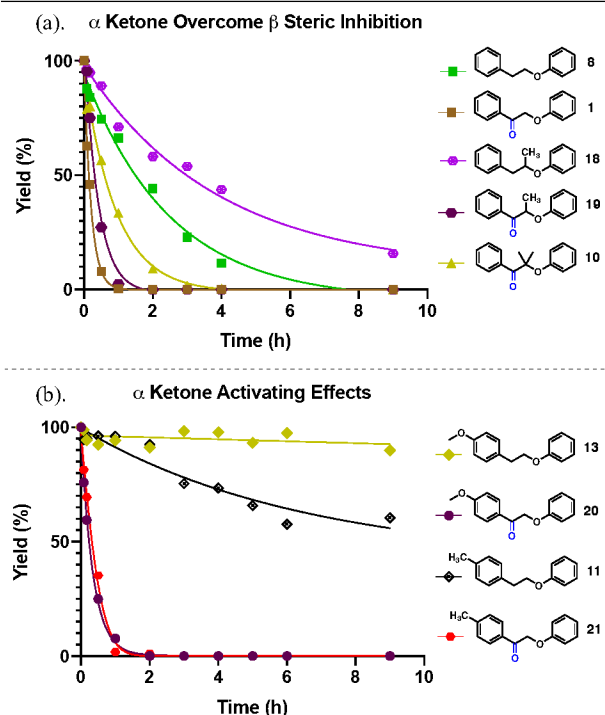 (a). α Ketone Overcome β Steric Inhibition
100
50
0
Yield (%)
0 2 4 6 8 10
Time (h)
O 8
O O 1
CH₃ O 18
CH₃ O O 19
O O 10
(b). α Ketone Activating Effects
100
50
0
Yield (%)
0 2 4 6 8 10
Time (h)
O O 13
O O O 20
H₃C O 11
H₃C O O 21